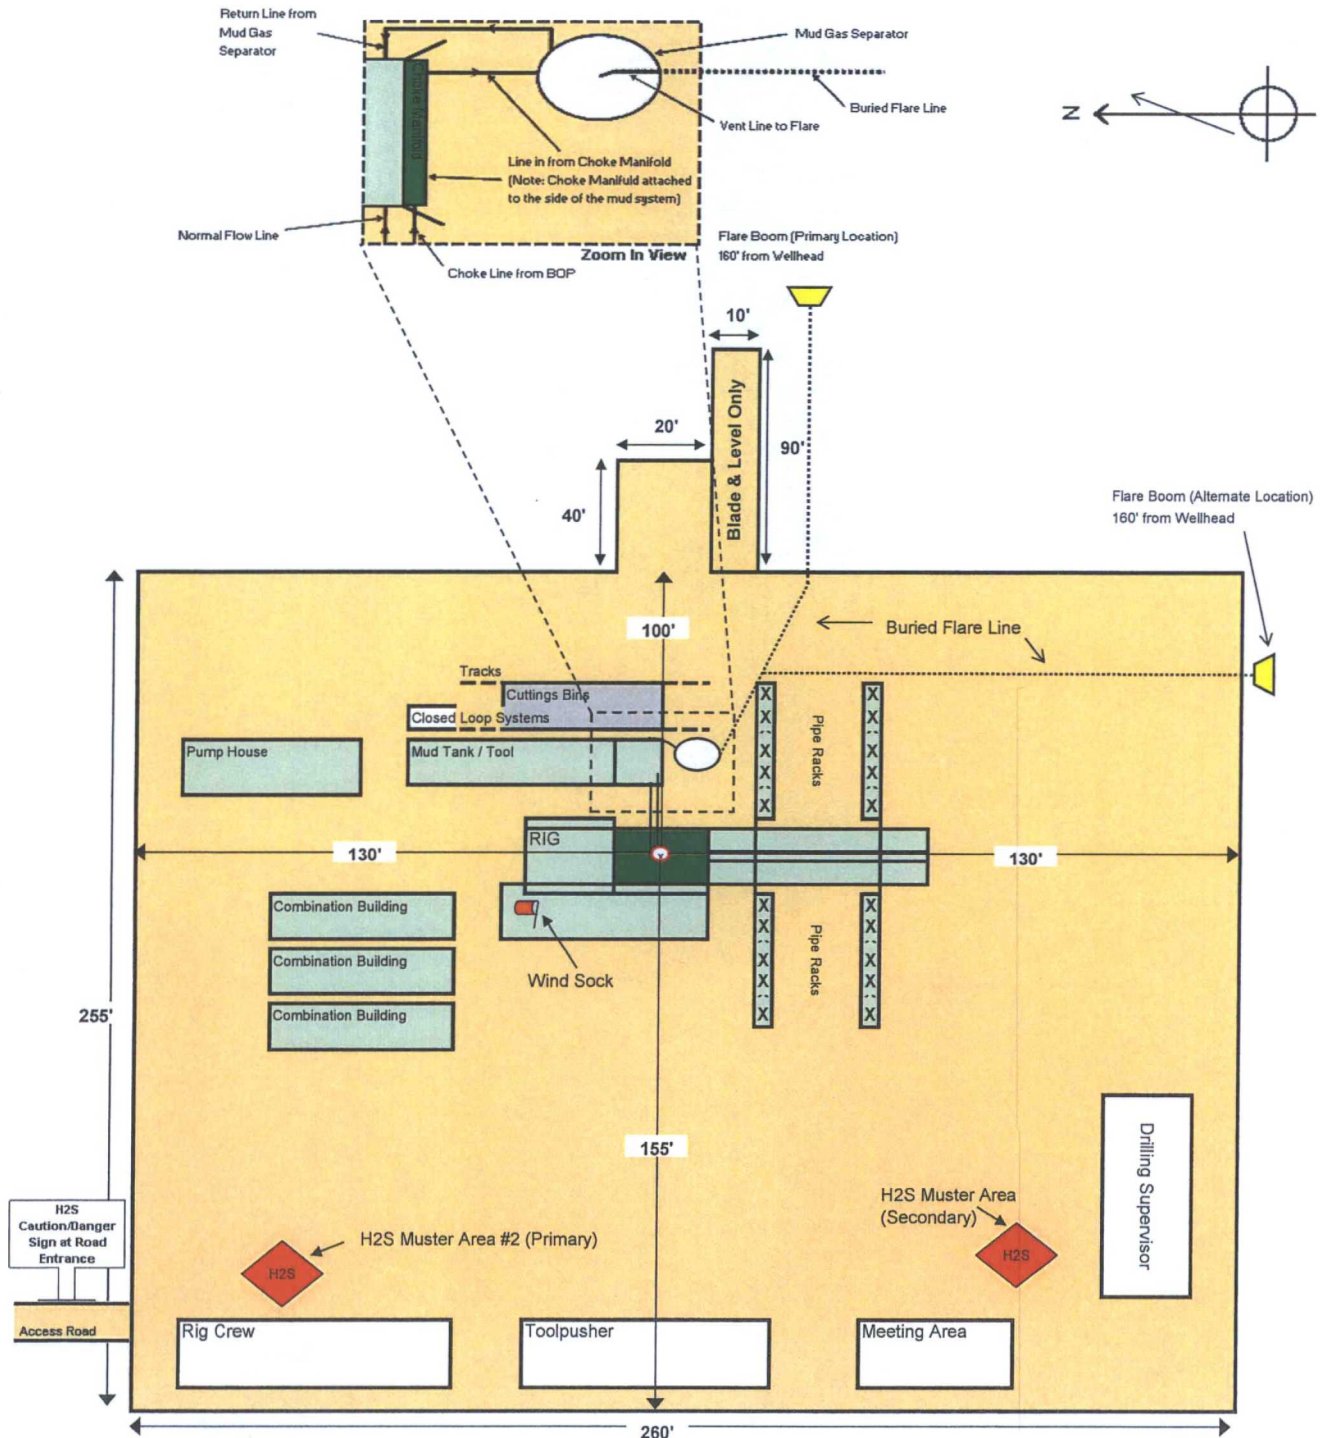 Return Line from
Mud Gas
Separator
Mud Gas Separator
Buried Flare Line
Vent Line to Flare
Choke Manifold
Line in from Choke Manifold
(Note: Choke Manifuld attached
to the side of the mud system)
Normal Flow Line
Choke Line from BOP
Zoom In View
N
Flare Boom (Primary Location)
160' from Wellhead
10'
Blade & Level Only
90'
20'
40'
Flare Boom (Alternate Location)
160' from Wellhead
100'
Buried Flare Line
Tracks
Cuttings Bins
Closed Loop Systems
Pump House
Mud Tank / Tool
X X X X X X
Pipe Racks
X X X X X X
RIG
130'
130'
Combination Building
Combination Building
Combination Building
Wind Sock
X X X X X X
Pipe Racks
X X X X X X
255'
155'
Drilling Supervisor
H2S
Caution/Danger
Sign at Road
Entrance
H2S Muster Area #2 (Primary)
H2S
H2S Muster Area
(Secondary)
H2S
Access Road
Rig Crew
Toolpusher
Meeting Area
260'